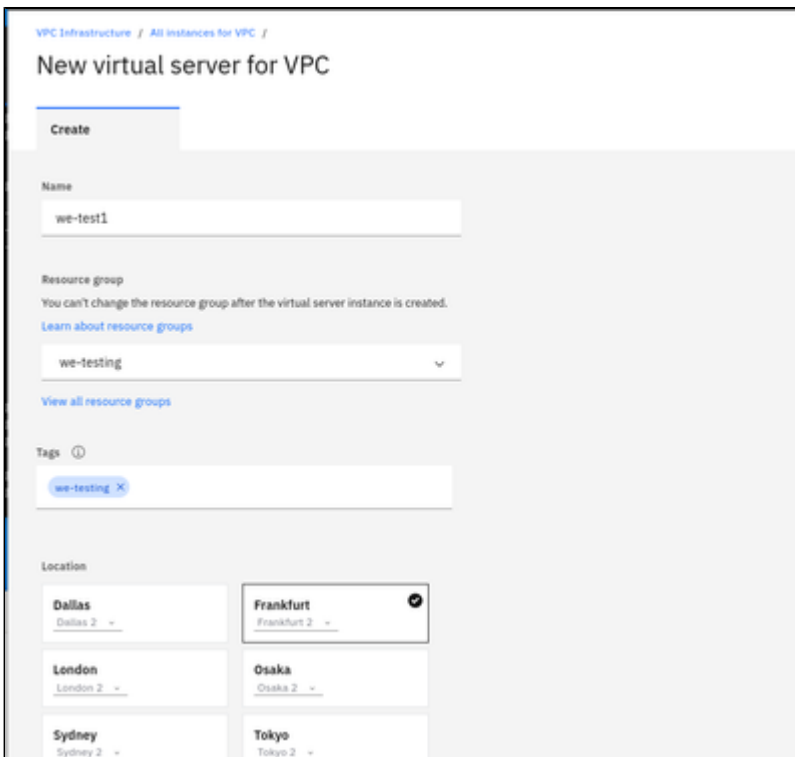 VPC Infrastructure / All instances for VPC /
New virtual server for VPC
Create
Name
we-test1
Resource group
You can't change the resource group after the virtual server instance is created.
Learn about resource groups
we-testing
View all resource groups
Tags
we-testing ×
Location
Dallas Frankfurt
Dallas 2 Frankfurt 2
London Osaka
London 2 Osaka 2
Sydney Tokyo
Sydney 2 Tokyo 2